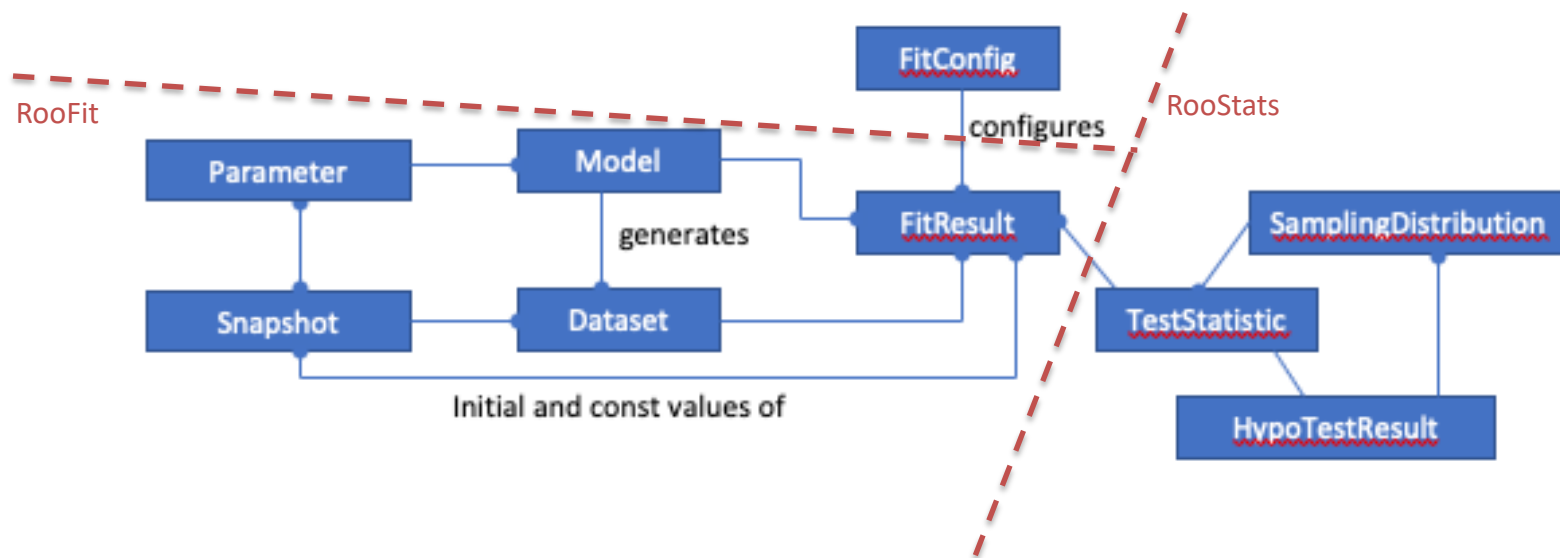 FitConfig
RooFit
RooStats
configures
Parameter
Model
generates
FitResult
SamplingDistribution
Snapshot
Dataset
TestStatistic
Initial and const values of
HypoTestResult